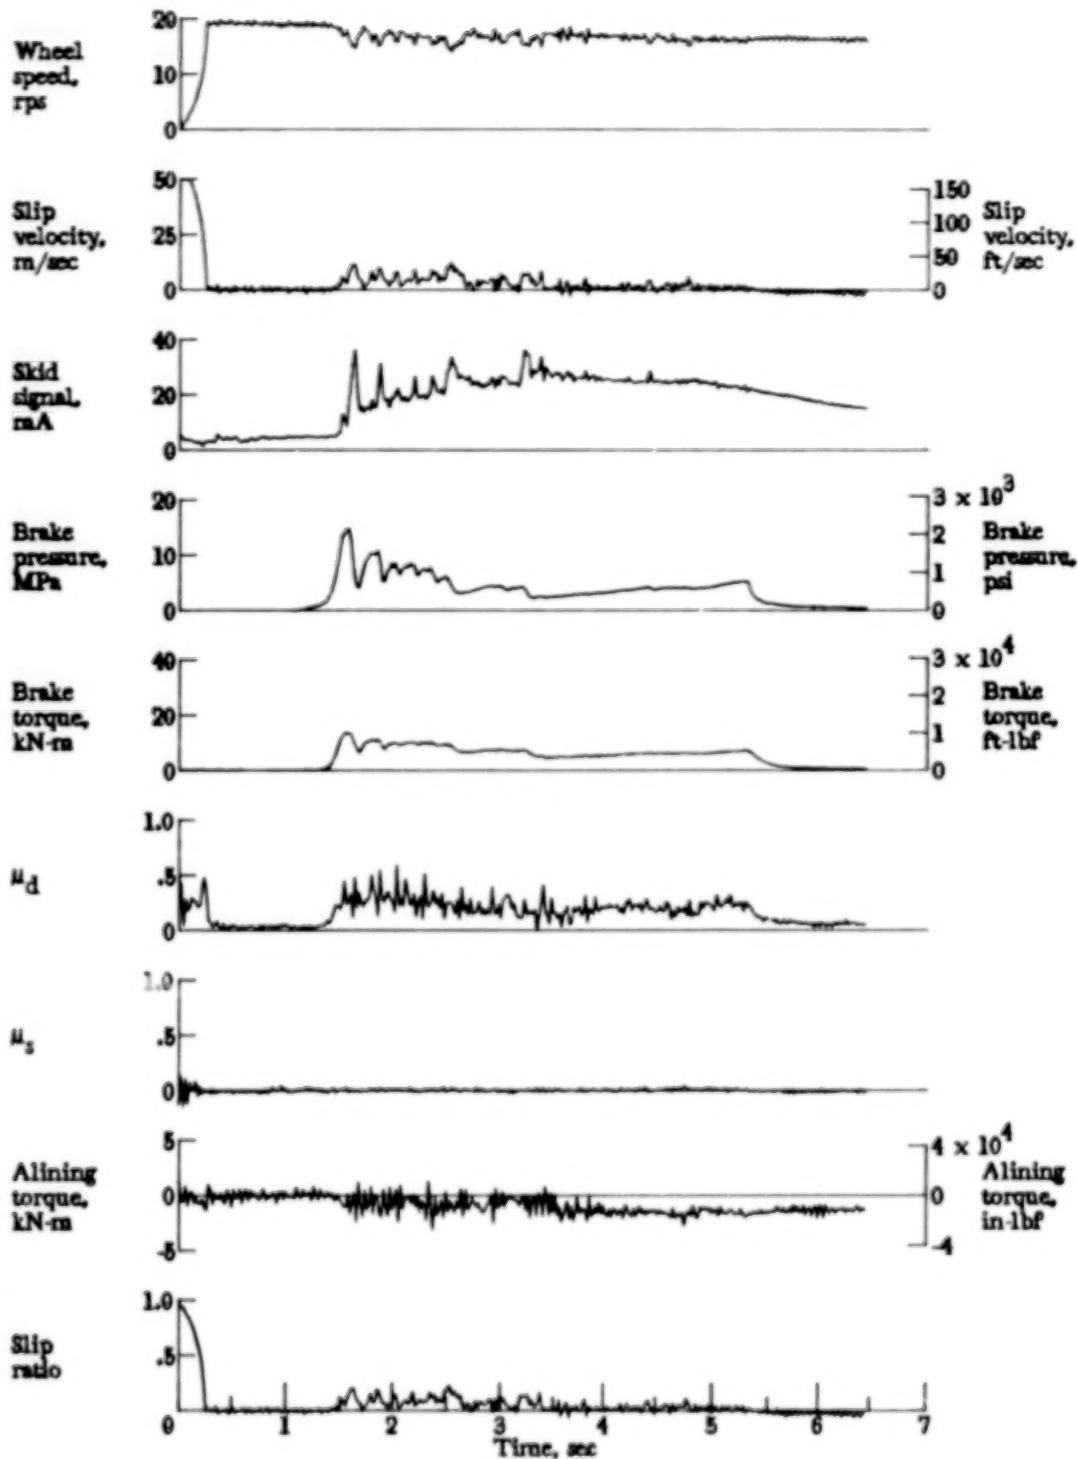 Wheel
speed,
rps
20
10
0
Slip
velocity,
m/sec
50
25
0
150
100
50
0
Slip
velocity,
ft/sec
Skid
signal,
mA
40
20
0
Brake
pressure,
MPa
20
10
0
3 x 10³
2
1
0
Brake
pressure,
psi
Brake
torque,
kN-m
40
20
0
3 x 10⁴
2
1
0
Brake
torque,
ft-lbf
μd
1.0
.5
0
μs
1.0
.5
0
Alining
torque,
kN-m
5
0
-5
4 x 10⁴
0
-4
Alining
torque,
in-lbf
Slip
ratio
1.0
.5
0 1 2 3 4 5 6 7
Time, sec